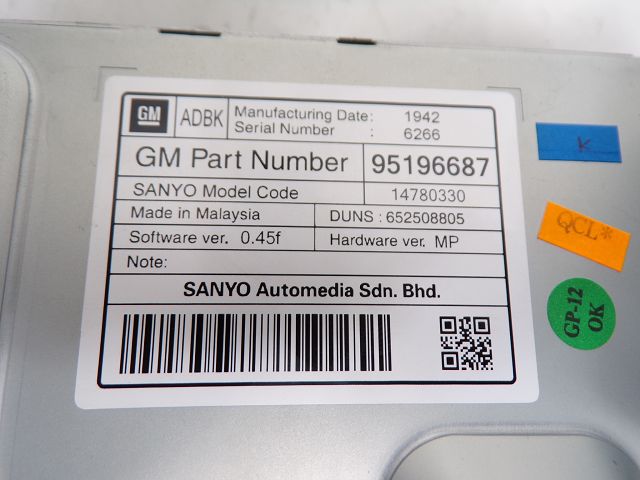 GM ADBK Manufacturing Date: 1942
Serial Number : 6266
GM Part Number 95196687
SANYO Model Code 14780330
Made in Malaysia DUNS : 652508805
Software ver. 0.45f Hardware ver. MP
Note:
SANYO Automedia Sdn. Bhd.
K
QCL*
GP-12
OK